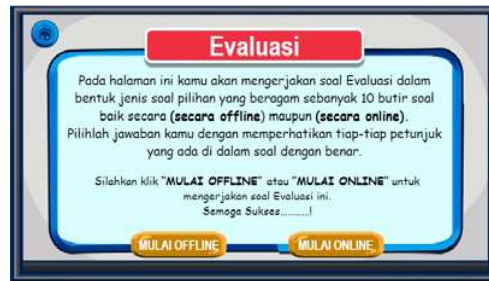 Evaluasi
Pada halaman ini kamu akan mengerjakan soal Evaluasi dalam
bentuk jenis soal pilihan yang beragam sebanyak 10 butir soal
baik secara (secara offline) maupun (secara online).
Pilihlah jawaban kamu dengan memperhatikan tiap-tiap petunjuk
yang ada di dalam soal dengan benar.
Silahkan klik "MULAI OFFLINE" atau "MULAI ONLINE" untuk
mengerjakan soal Evaluasi ini.
Semoga Sukses..........!
MULAI OFFLINE
MULAI ONLINE